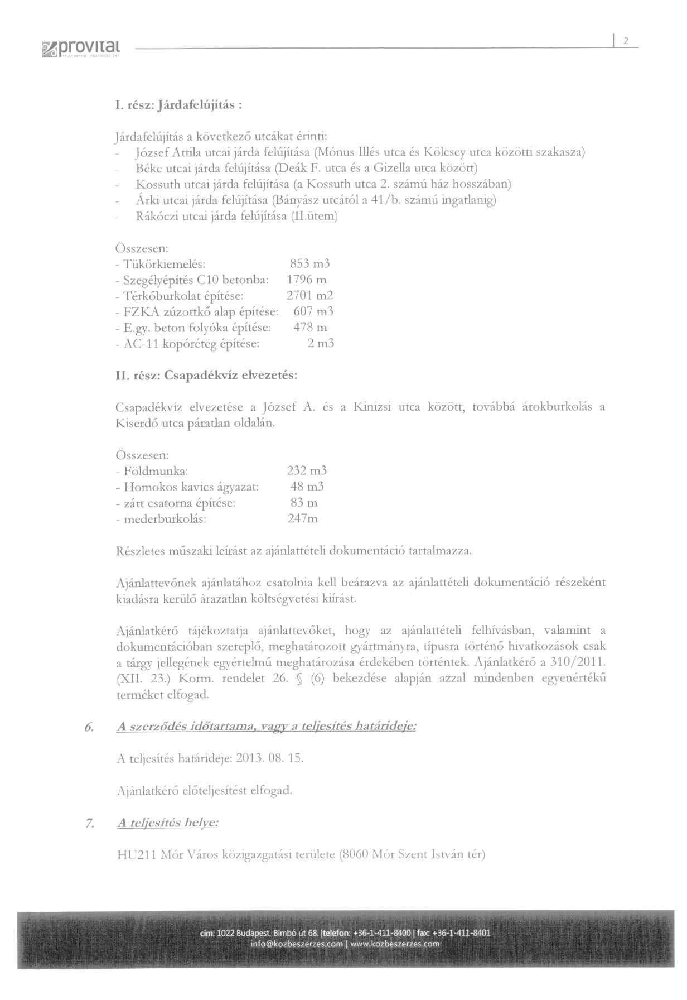 provital
2
I. rész: Járdafelújítás :
Járdafelújítás a következő utcákat érinti:
- József Attila utcai járda felújítása (Mónus Illés utca és Kölcsey utca közötti szakasza)
- Béke utcai járda felújítása (Deák F. utca és a Gizella utca között)
- Kossuth utcai járda felújítása (a Kossuth utca 2. számú ház hosszában)
- Árki utcai járda felújítása (Bányász utcától a 41/b. számú ingatlanig)
- Rákóczi utcai járda felújítása (II.ütem)
Összesen:
- Tükörkiemelés: 853 m3
- Szegélyépítés C10 betonba: 1796 m
- Térkőburkolat építése: 2701 m2
- FZKA zúzottkő alap építése: 607 m3
- E.gy. beton folyóka építése: 478 m
- AC-11 kopóréteg építése: 2 m3
II. rész: Csapadékvíz elvezetés:
Csapadékvíz elvezetése a József A. és a Kinizsi utca között, továbbá árokburkolás a
Kiserdő utca páratlan oldalán.
Összesen:
- Földmunka: 232 m3
- Homokos kavics ágyazat: 48 m3
- zárt csatorna építése: 83 m
- mederburkolás: 247m
Részletes műszaki leírást az ajánlattételi dokumentáció tartalmazza.
Ajánlattevőnek ajánlatához csatolnia kell beárazva az ajánlattételi dokumentáció részeként
kiadásra kerülő árazatlan költségvetési kiírást.
Ajánlatkérő tájékoztatja ajánlattevőket, hogy az ajánlattételi felhívásban, valamint a
dokumentációban szereplő, meghatározott gyártmányra, típusra történő hivatkozások csak
a tárgy jellegének egyértelmű meghatározása érdekében történtek. Ajánlatkérő a 310/2011.
(XII. 23.) Korm. rendelet 26. § (6) bekezdése alapján azzal mindenben egyenértékű
terméket elfogad.
6. A szerződés időtartama, vagy a teljesítés határideje:
A teljesítés határideje: 2013. 08. 15.
Ajánlatkérő előteljesítést elfogad.
7. A teljesítés helye:
HU211 Mór Város közigazgatási területe (8060 Mór Szent István tér)
cím: 1022 Budapest, Bimbó út 68. |telefon: +36-1-411-8400 | fax: +36-1-411-8401
info@kozbeszerzes.com | www.kozbeszerzes.com